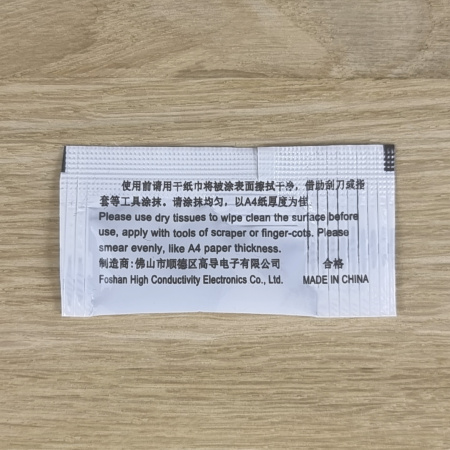 使用前请用干纸巾将被涂表面擦拭干净，借助刮刀或指
套等工具涂抹，请涂抹均匀，以A4纸厚度为佳。
Please use dry tissues to wipe clean the surface before
use, apply with tools of scraper or finger-cots. Please
smear evenly, like A4 paper thickness.
制造商:佛山市顺德区高导电子有限公司 合格
Foshan High Conductivity Electronics Co., Ltd. MADE IN CHINA